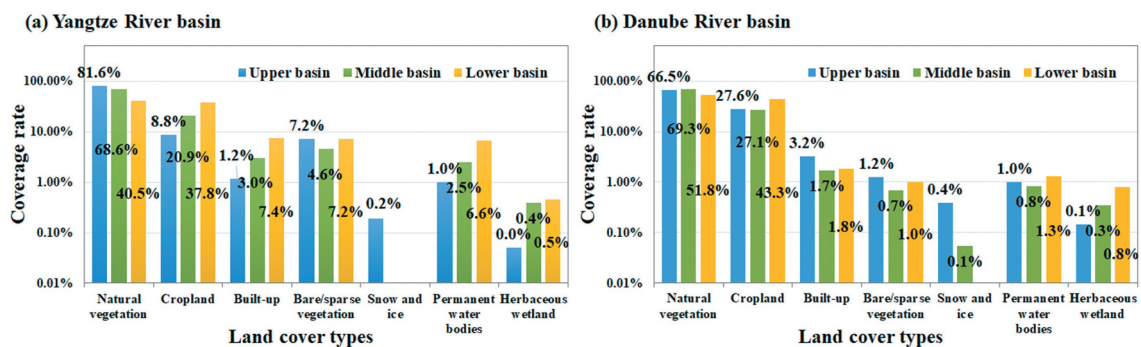 (a) Yangtze River basin
Upper basin Middle basin Lower basin
Coverage rate
100.00%
10.00%
1.00%
0.10%
0.01%
81.6%
68.6%
40.5%
8.8%
20.9%
37.8%
1.2%
3.0%
7.4%
7.2%
4.6%
7.2%
0.2%
1.0%
2.5%
6.6%
0.0%
0.4%
0.5%
Natural vegetation
Cropland
Built-up
Bare/sparse vegetation
Snow and ice
Permanent water bodies
Herbaceous wetland
Land cover types
(b) Danube River basin
Upper basin Middle basin Lower basin
Coverage rate
100.00%
10.00%
1.00%
0.10%
0.01%
66.5%
69.3%
51.8%
27.6%
27.1%
43.3%
3.2%
1.7%
1.8%
1.2%
0.7%
1.0%
0.4%
0.1%
1.0%
0.8%
1.3%
0.1%
0.3%
0.8%
Natural vegetation
Cropland
Built-up
Bare/sparse vegetation
Snow and ice
Permanent water bodies
Herbaceous wetland
Land cover types